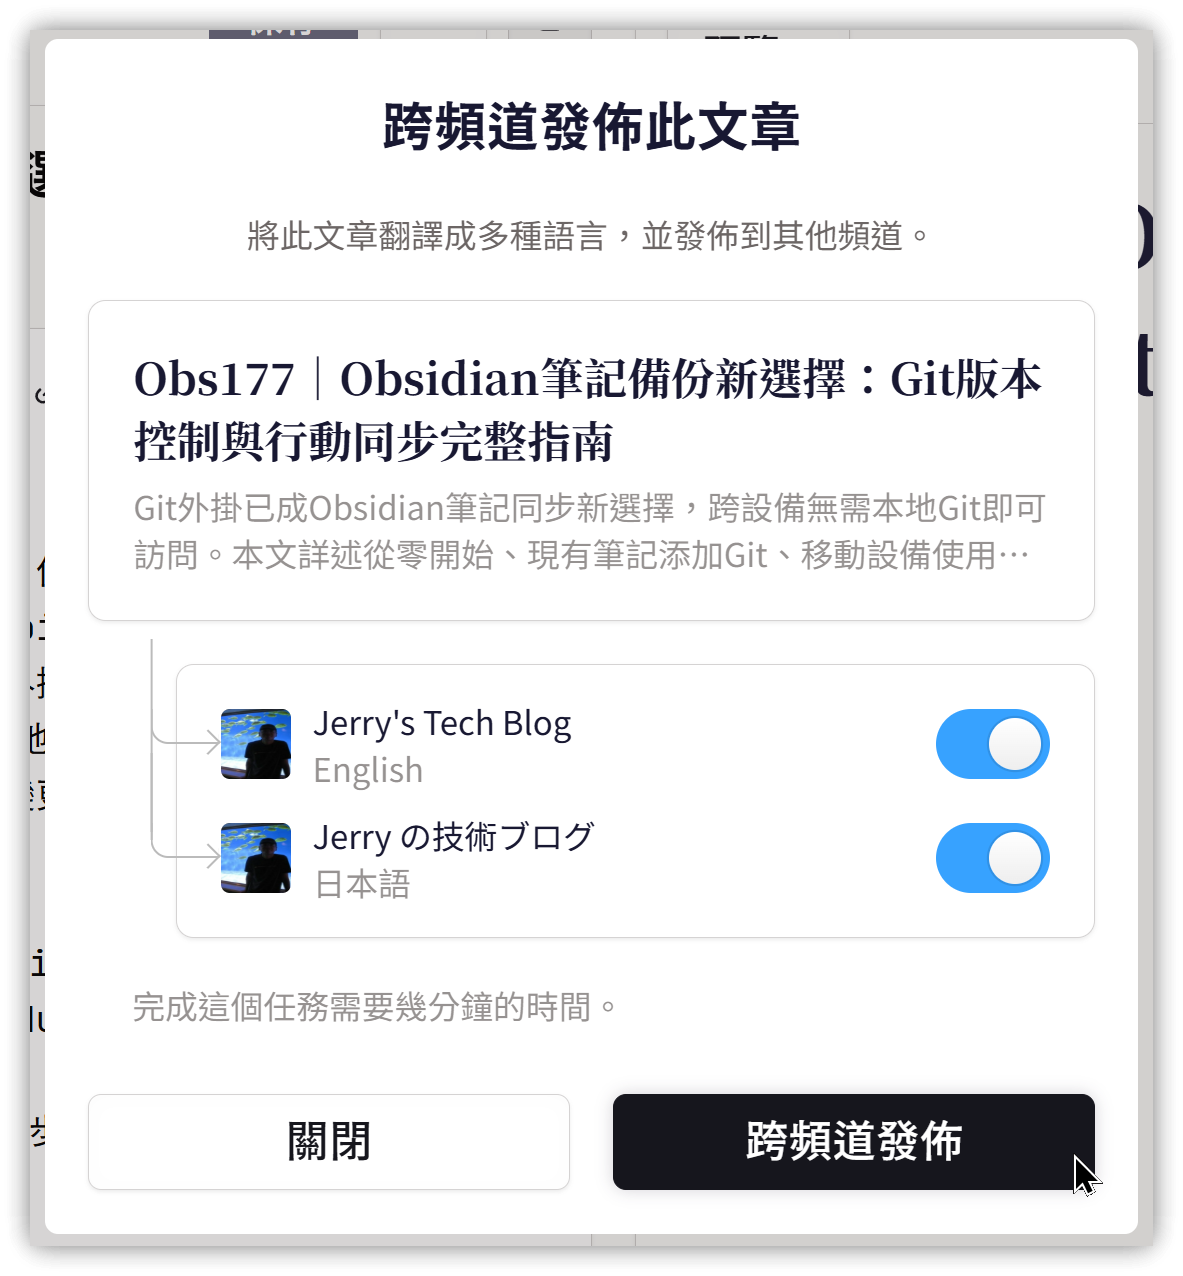 跨頻道發佈此文章
將此文章翻譯成多種語言，並發佈到其他頻道。
Obs177｜Obsidian筆記備份新選擇：Git版本
控制與行動同步完整指南
Git外掛已成Obsidian筆記同步新選擇，跨設備無需本地Git即可
訪問。本文詳述從零開始、現有筆記添加Git、移動設備使用⋯
Jerry's Tech Blog
English
Jerry の技術ブログ
日本語
完成這個任務需要幾分鐘的時間。
關閉
跨頻道發佈